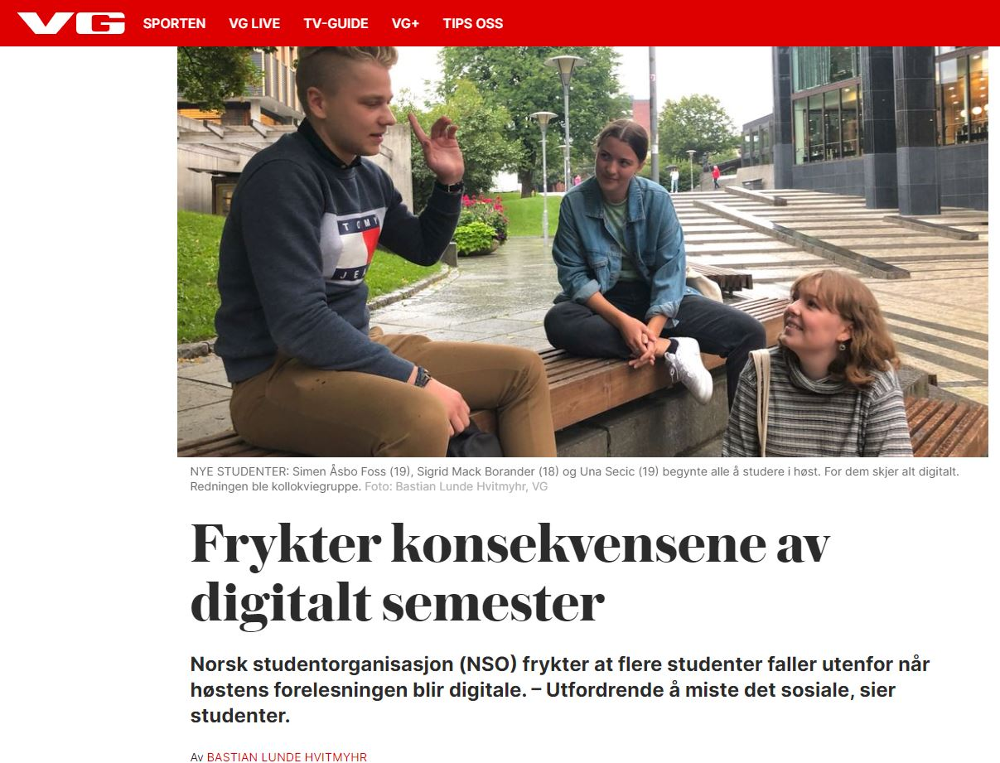 VG SPORTEN VG LIVE TV-GUIDE VG+ TIPS OSS
TOMY
JEA
NYE STUDENTER: Simen Åsbo Foss (19), Sigrid Mack Borander (18) og Una Secic (19) begynte alle å studere i høst. For dem skjer alt digitalt.
Redningen ble kollokviegruppe. Foto: Bastian Lunde Hvitmyhr, VG
Frykter konsekvensene av
digitalt semester
Norsk studentorganisasjon (NSO) frykter at flere studenter faller utenfor når
høstens forelesningen blir digitale. – Utfordrende å miste det sosiale, sier
studenter.
Av BASTIAN LUNDE HVITMYHR